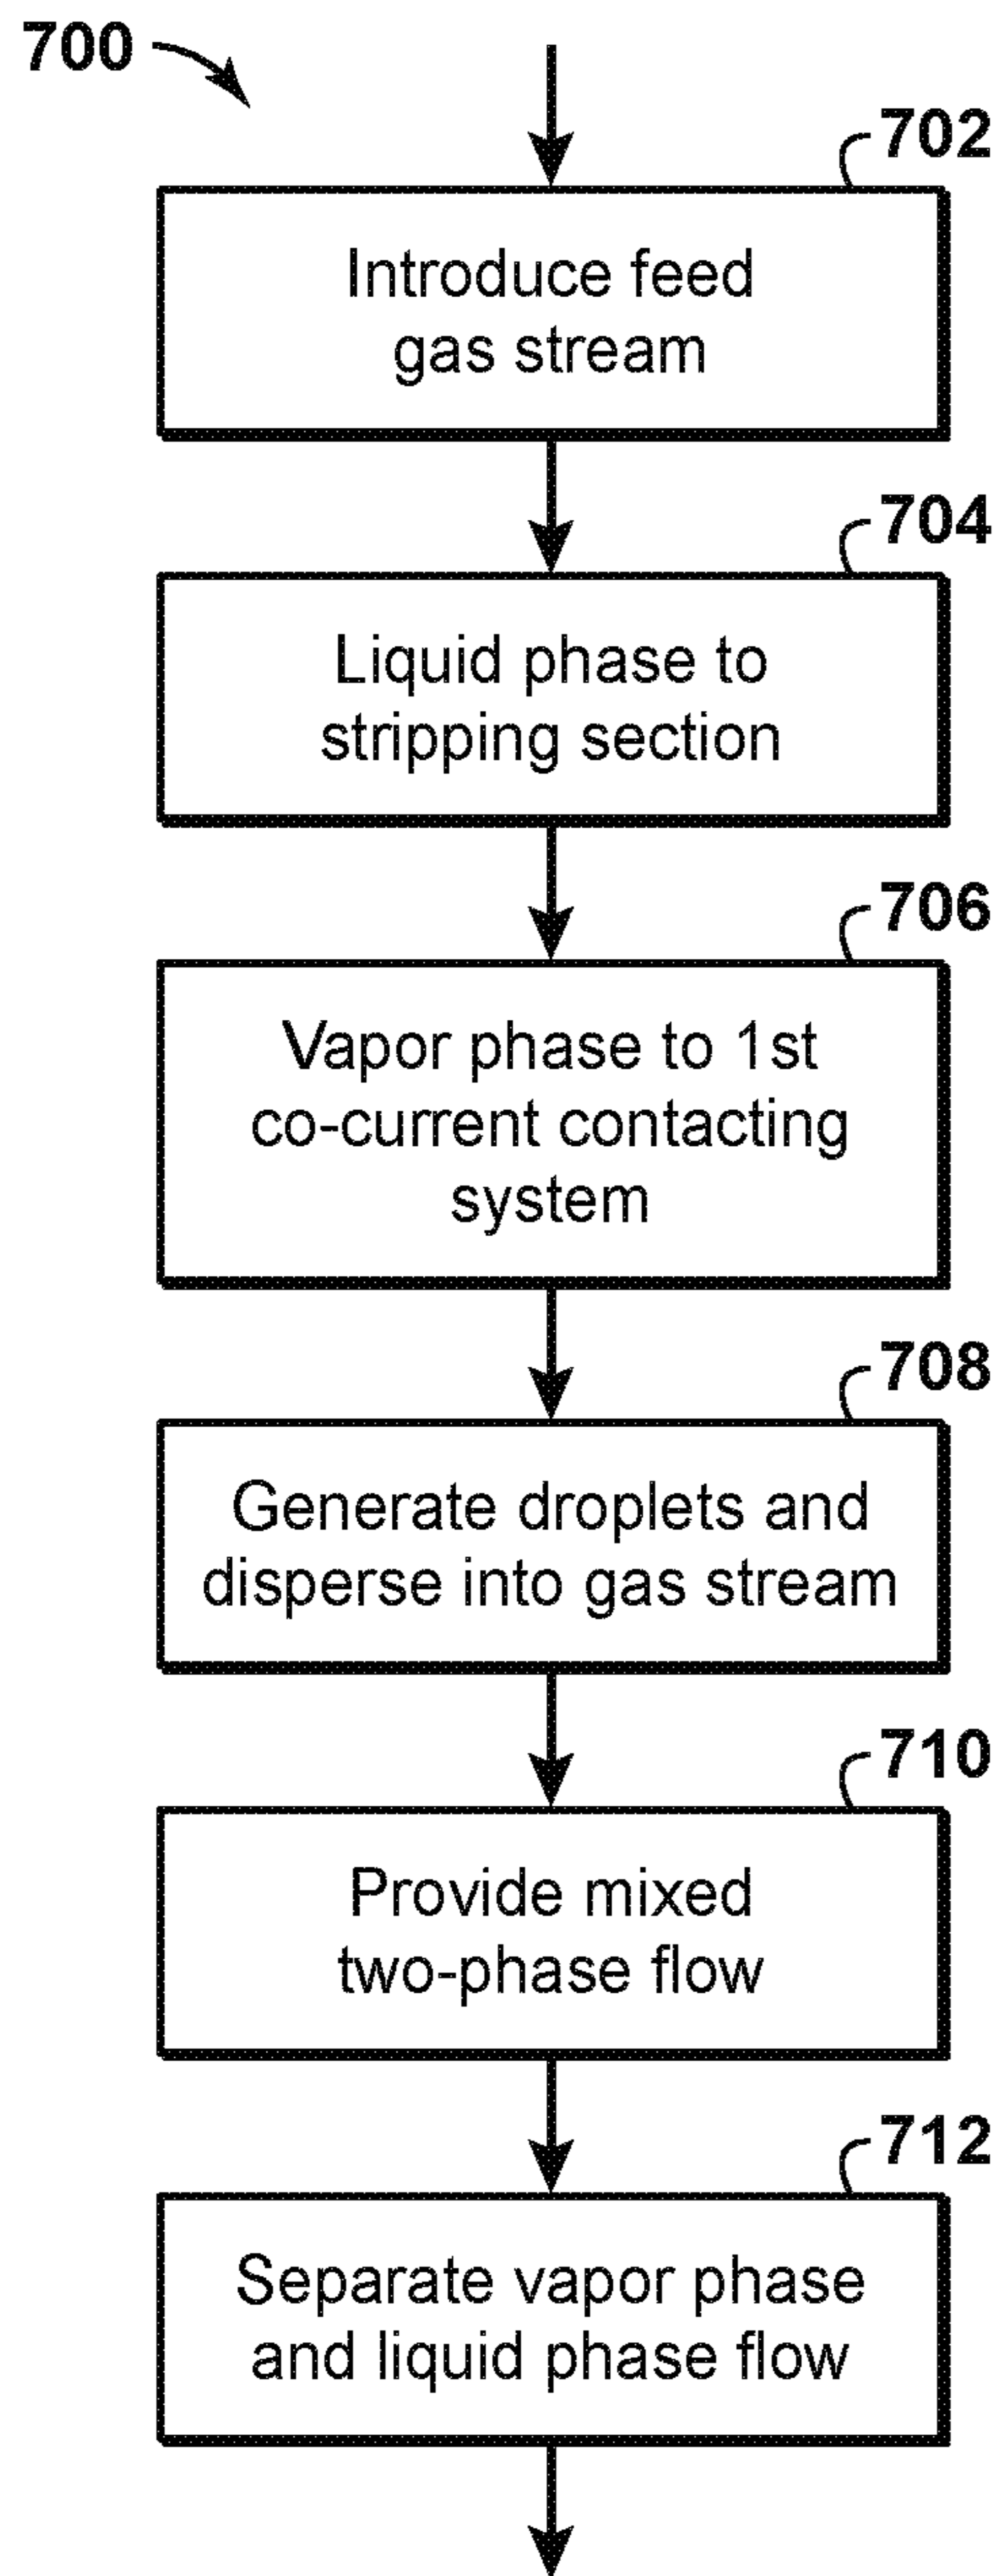 700
702
Introduce feed
gas stream
704
Liquid phase to
stripping section
706
Vapor phase to 1st
co-current contacting
system
708
Generate droplets and
disperse into gas stream
710
Provide mixed
two-phase flow
712
Separate vapor phase
and liquid phase flow